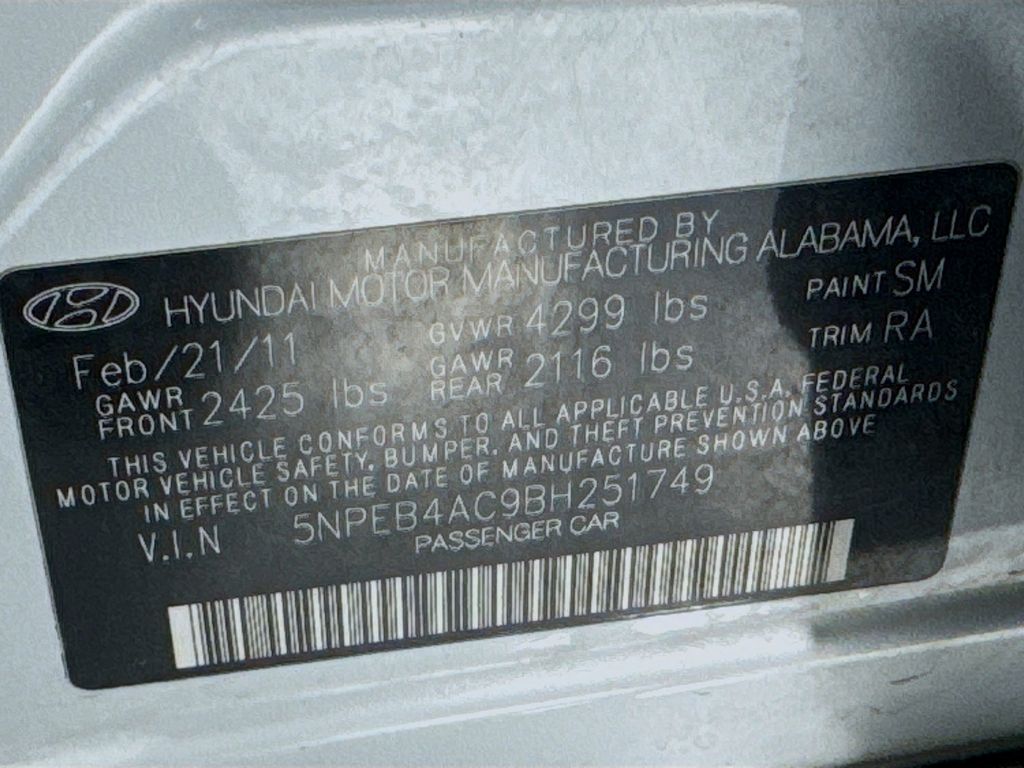 MANUFACTURED BY
HYUNDAI MOTOR MANUFACTURING ALABAMA, LLC
Feb/21/11 GVWR 4299 lbs PAINT SM
GAWR FRONT 2425 lbs GAWR REAR 2116 lbs TRIM RA
THIS VEHICLE CONFORMS TO ALL APPLICABLE U.S.A. FEDERAL
MOTOR VEHICLE SAFETY, BUMPER, AND THEFT PREVENTION STANDARDS
IN EFFECT ON THE DATE OF MANUFACTURE SHOWN ABOVE
V.I.N 5NPEB4AC9BH251749
PASSENGER CAR